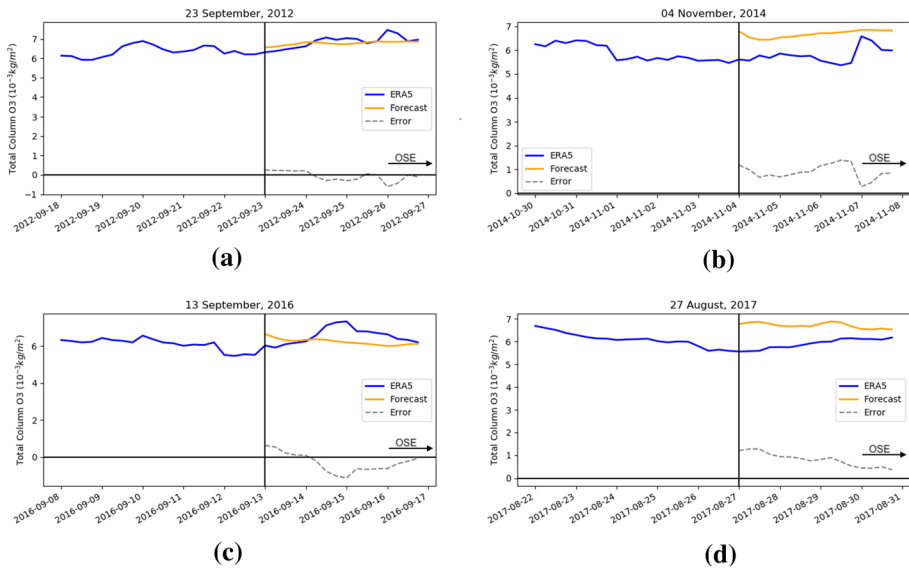 23 September, 2012
Total Column O3 (10⁻³kg/m²)
7
6
5
4
3
2
1
0
−1
ERA5
Forecast
Error
OSE
2012-09-18
2012-09-19
2012-09-20
2012-09-21
2012-09-22
2012-09-23
2012-09-24
2012-09-25
2012-09-26
2012-09-27
(a)
04 November, 2014
Total Column O3 (10⁻³kg/m²)
7
6
5
4
3
2
1
0
ERA5
Forecast
Error
OSE
2014-10-30
2014-10-31
2014-11-01
2014-11-02
2014-11-03
2014-11-04
2014-11-05
2014-11-06
2014-11-07
2014-11-08
(b)
13 September, 2016
Total Column O3 (10⁻³kg/m²)
6
4
2
0
ERA5
Forecast
Error
OSE
2016-09-08
2016-09-09
2016-09-10
2016-09-11
2016-09-12
2016-09-13
2016-09-14
2016-09-15
2016-09-16
2016-09-17
(c)
27 August, 2017
Total Column O3 (10⁻³kg/m²)
7
6
5
4
3
2
1
0
ERA5
Forecast
Error
OSE
2017-08-22
2017-08-23
2017-08-24
2017-08-25
2017-08-26
2017-08-27
2017-08-28
2017-08-29
2017-08-30
2017-08-31
(d)